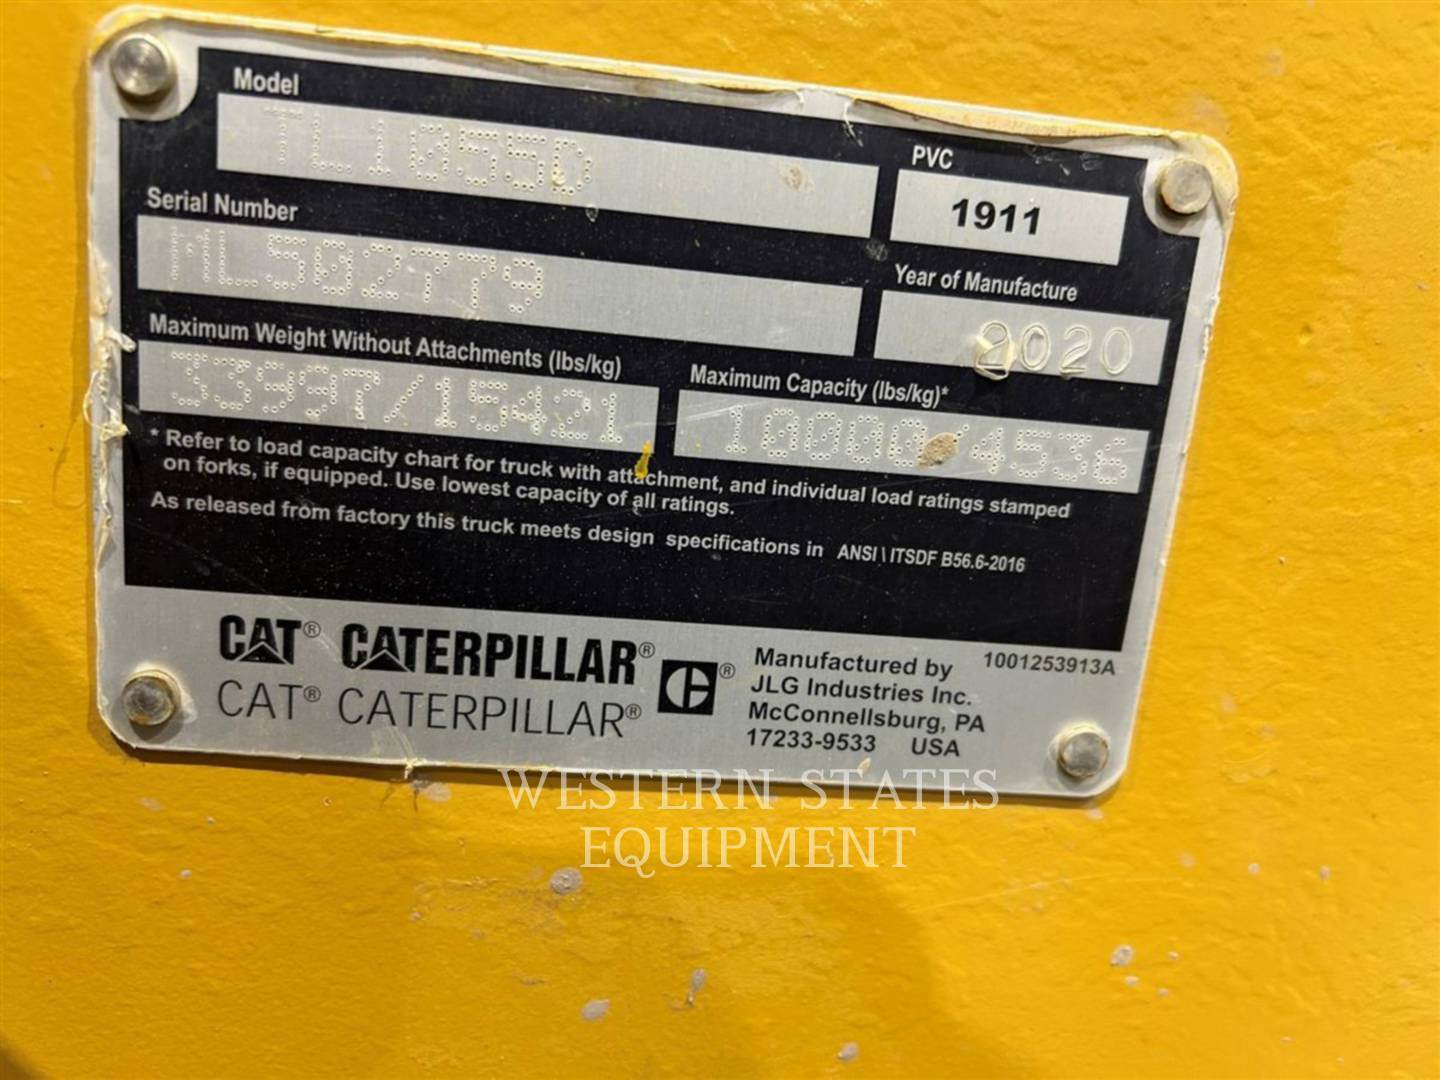 Model
TL1055D
PVC
1911
Serial Number
ML502779
Year of Manufacture
2020
Maximum Weight Without Attachments (lbs/kg)
33997/15421
Maximum Capacity (lbs/kg)*
10000/4536
* Refer to load capacity chart for truck with attachment, and individual load ratings stamped
on forks, if equipped. Use lowest capacity of all ratings.
As released from factory this truck meets design specifications in ANSI \ ITSDF B56.6-2016
CAT® CATERPILLAR®
CAT® CATERPILLAR®
®
Manufactured by
JLG Industries Inc.
McConnellsburg, PA
17233-9533 USA
1001253913A
WESTERN STATES
EQUIPMENT